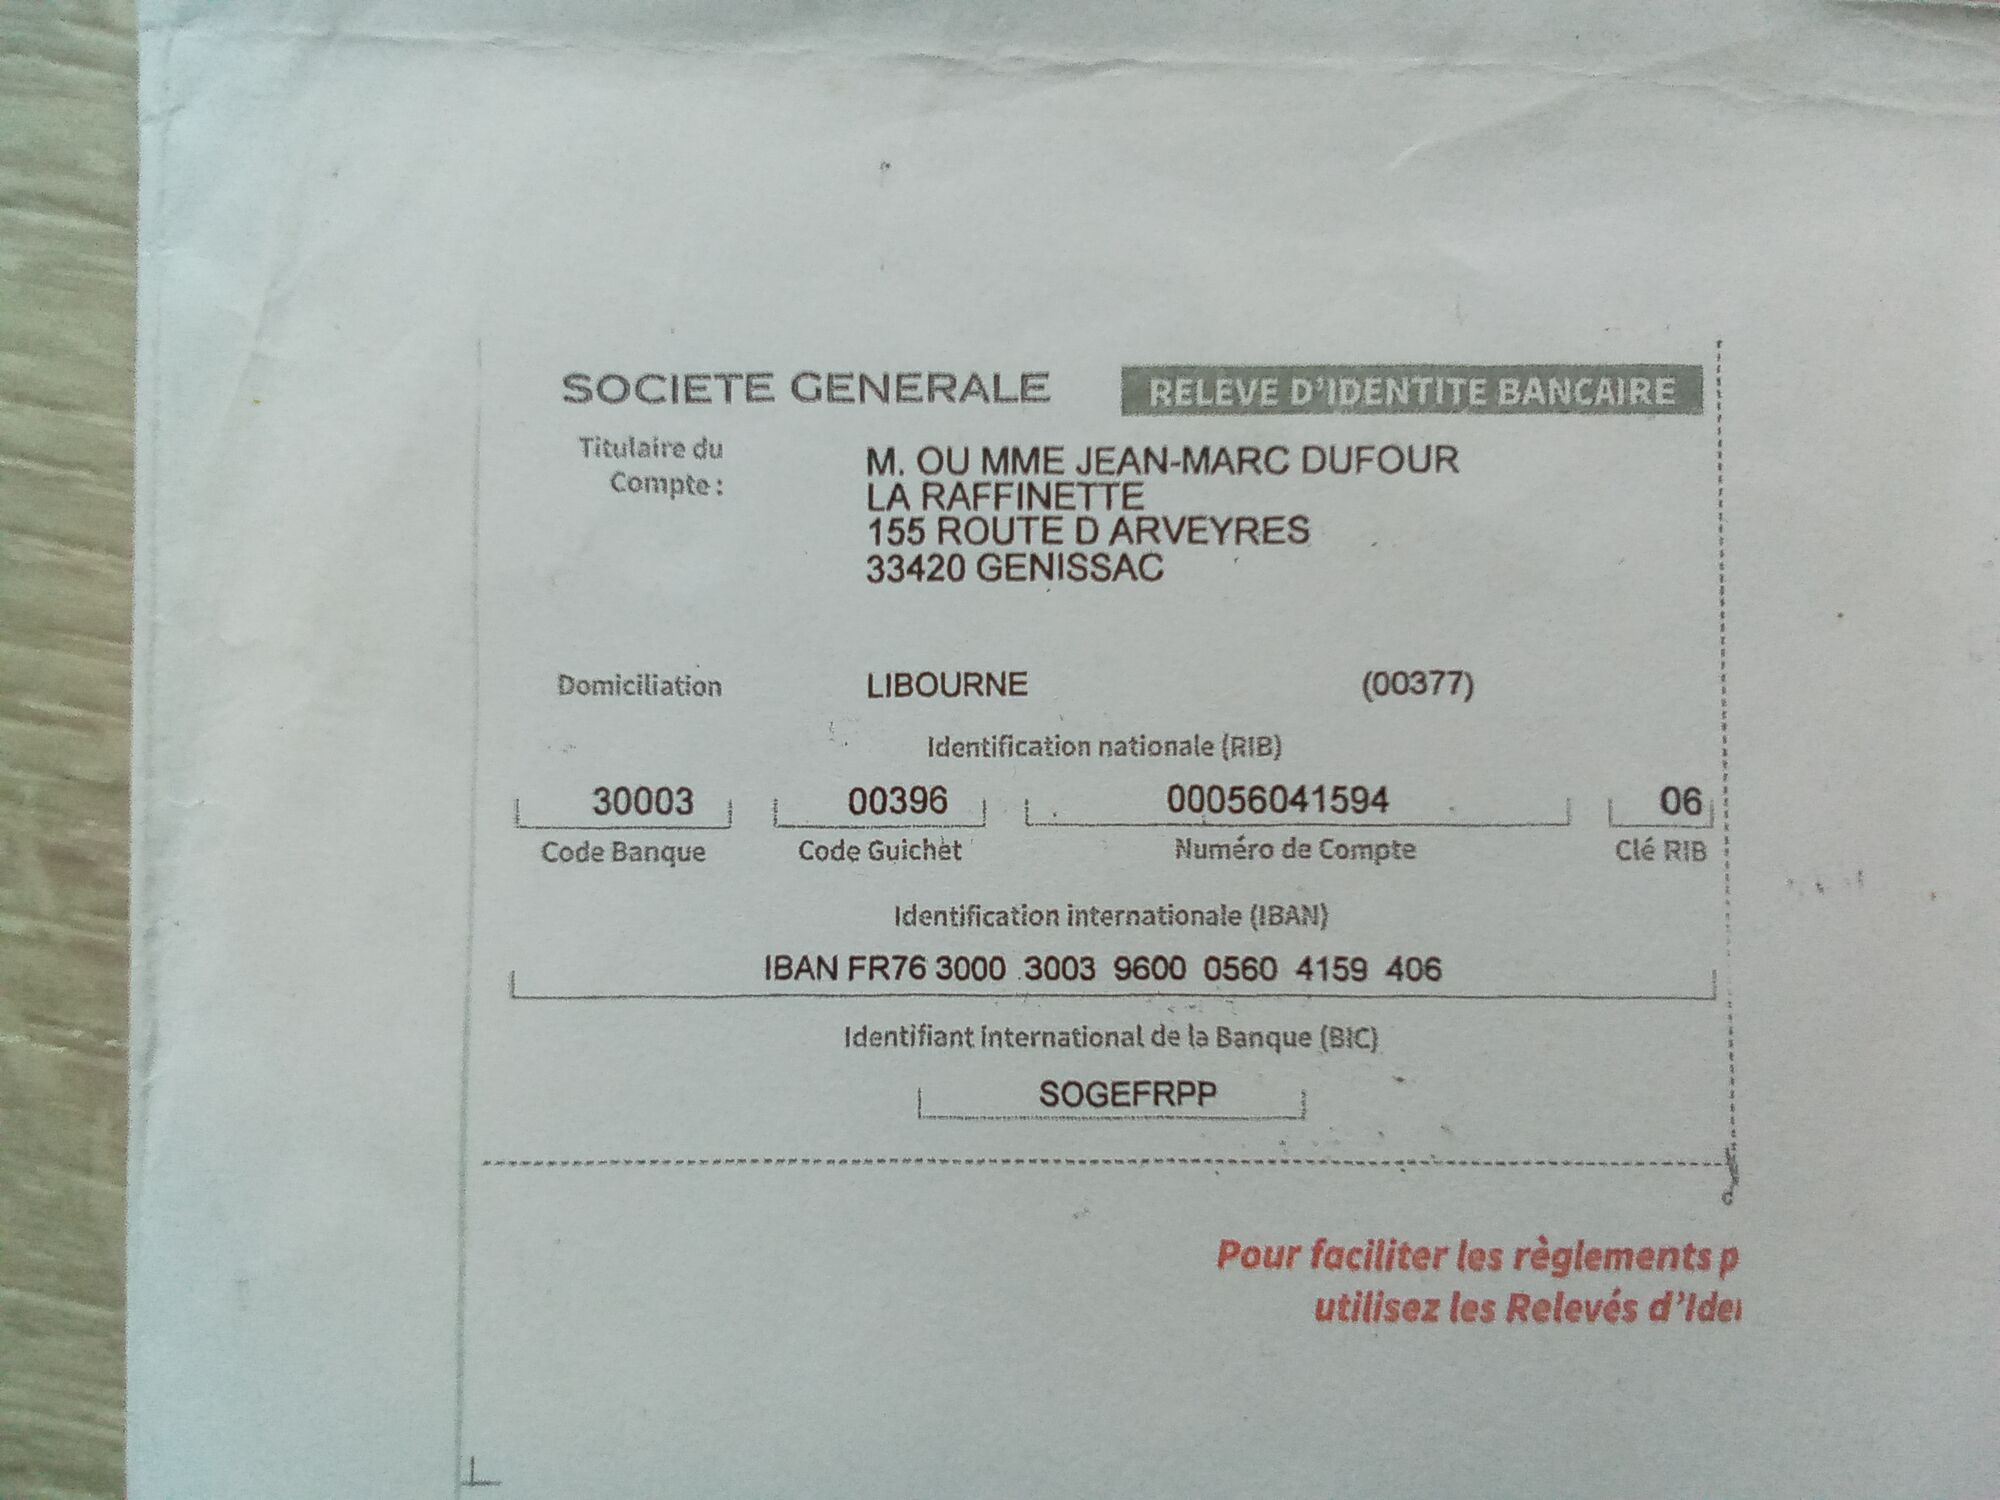 SOCIETE GENERALE RELEVE D'IDENTITE BANCAIRE
Titulaire du
Compte :
M. OU MME JEAN-MARC DUFOUR
LA RAFFINETTE
155 ROUTE D ARVEYRES
33420 GENISSAC
Domiciliation LIBOURNE (00377)
Identification nationale (RIB)
30003 00396 00056041594 06
Code Banque Code Guichet Numéro de Compte Clé RIB
Identification internationale (IBAN)
IBAN FR76 3000 3003 9600 0560 4159 406
Identifiant International de la Banque (BIC)
SOGEFRPP
Pour faciliter les règlements p
utilisez les Relevés d'Ide